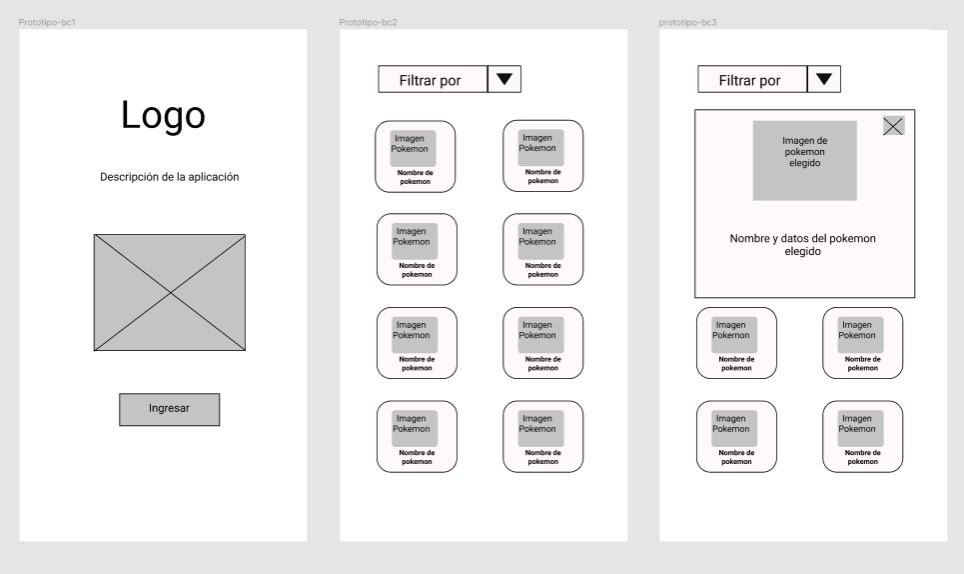 Prototipo-bc1
Logo
Descripción de la aplicación
Ingresar
Prototipo-bc2
Filtrar por
Imagen
Pokemon
Nombre de
pokemon
Imagen
Pokemon
Nombre de
pokemon
Imagen
Pokemon
Nombre de
pokemon
Imagen
Pokemon
Nombre de
pokemon
Imagen
Pokemon
Nombre de
pokemon
Imagen
Pokemon
Nombre de
pokemon
Imagen
Pokemon
Nombre de
pokemon
Imagen
Pokemon
Nombre de
pokemon
prototipo-bc3
Filtrar por
Imagen de
pokemon
elegido
Nombre y datos del pokemon
elegido
Imagen
Pokemon
Nombre de
pokemon
Imagen
Pokemon
Nombre de
pokemon
Imagen
Pokemon
Nombre de
pokemon
Imagen
Pokemon
Nombre de
pokemon